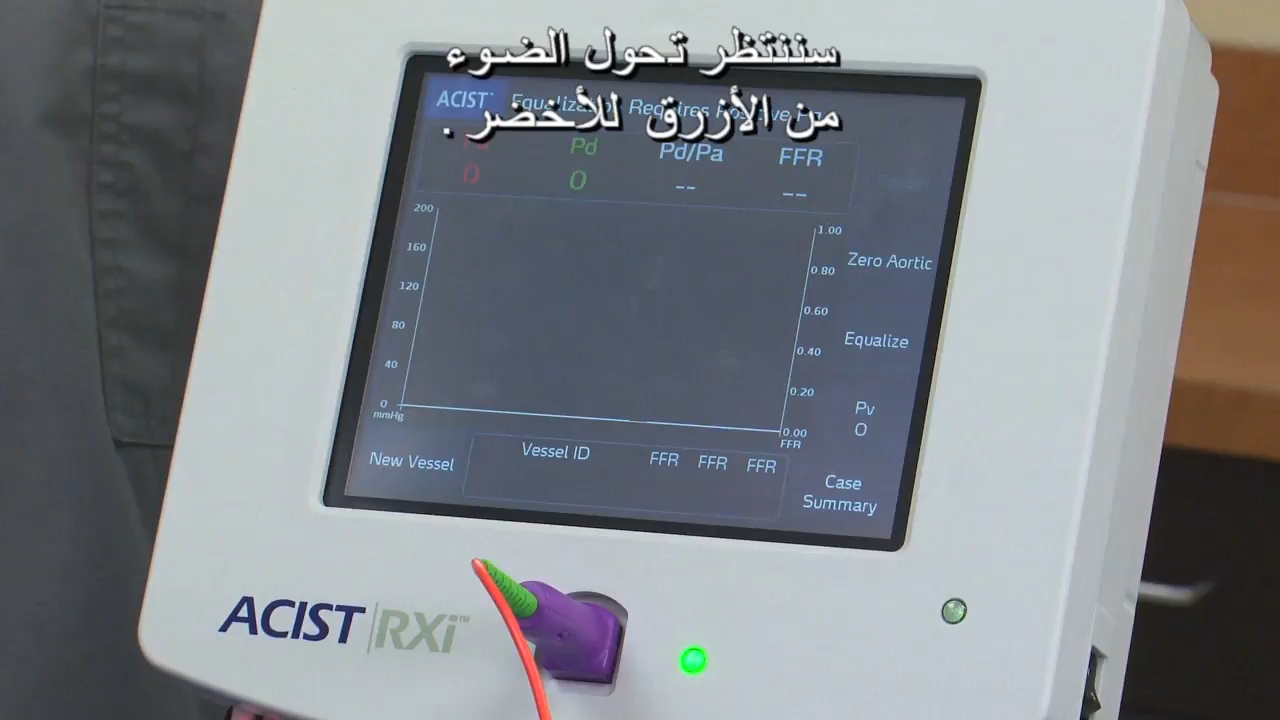 سننتظر تحول الضوء
من الأزرق للأخضر .
ACIST
Pd Pd/Pa FFR
0 0 -- --
200
160
120
80
40
0
mmHg
1.00
0.80
0.60
0.40
0.20
0.00
FFR
Zero Aortic
Equalize
Pv
0
New Vessel
Vessel ID FFR FFR FFR
Case
Summary
ACIST RXi™